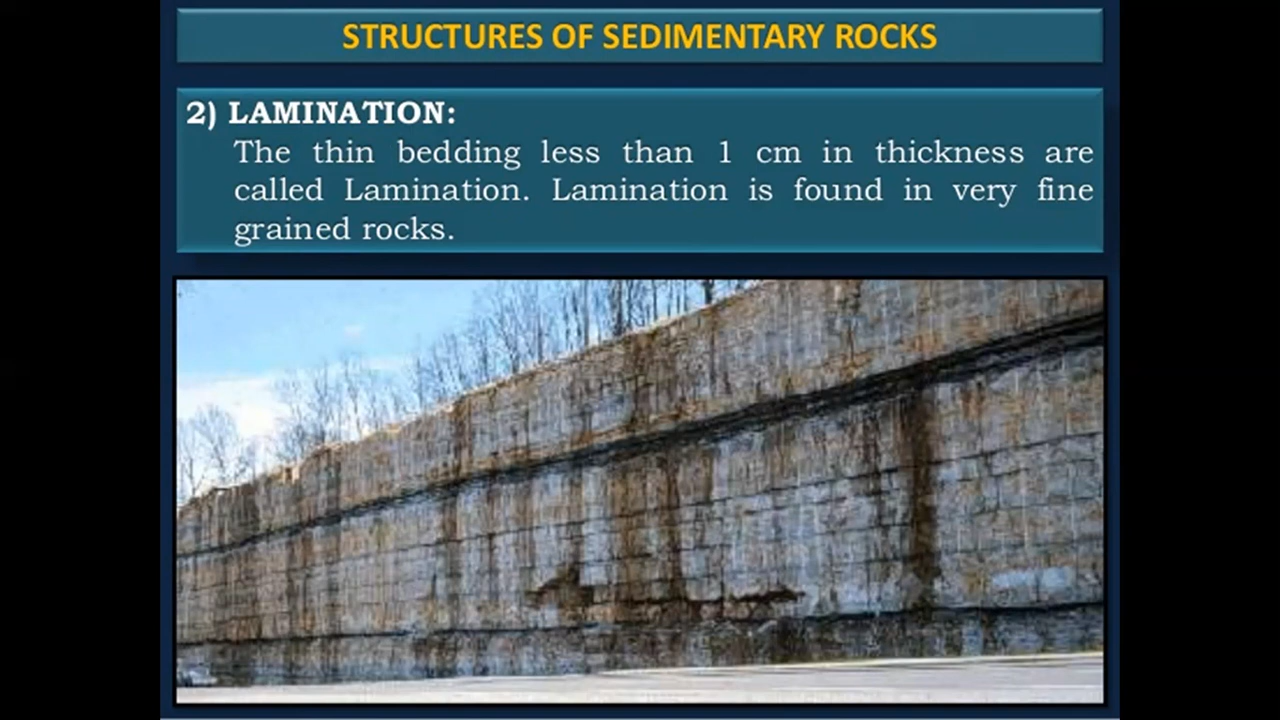 STRUCTURES OF SEDIMENTARY ROCKS
2) LAMINATION:
The thin bedding less than 1 cm in thickness are
called Lamination. Lamination is found in very fine
grained rocks.